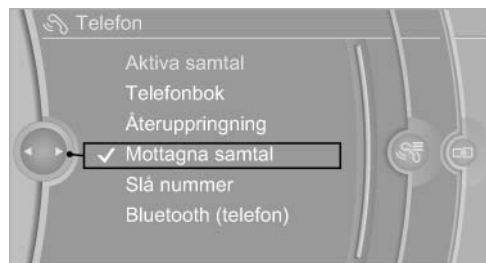 Telefon
Aktiva samtal
Telefonbok
Återuppringning
Mottagna samtal
Slå nummer
Bluetooth (telefon)